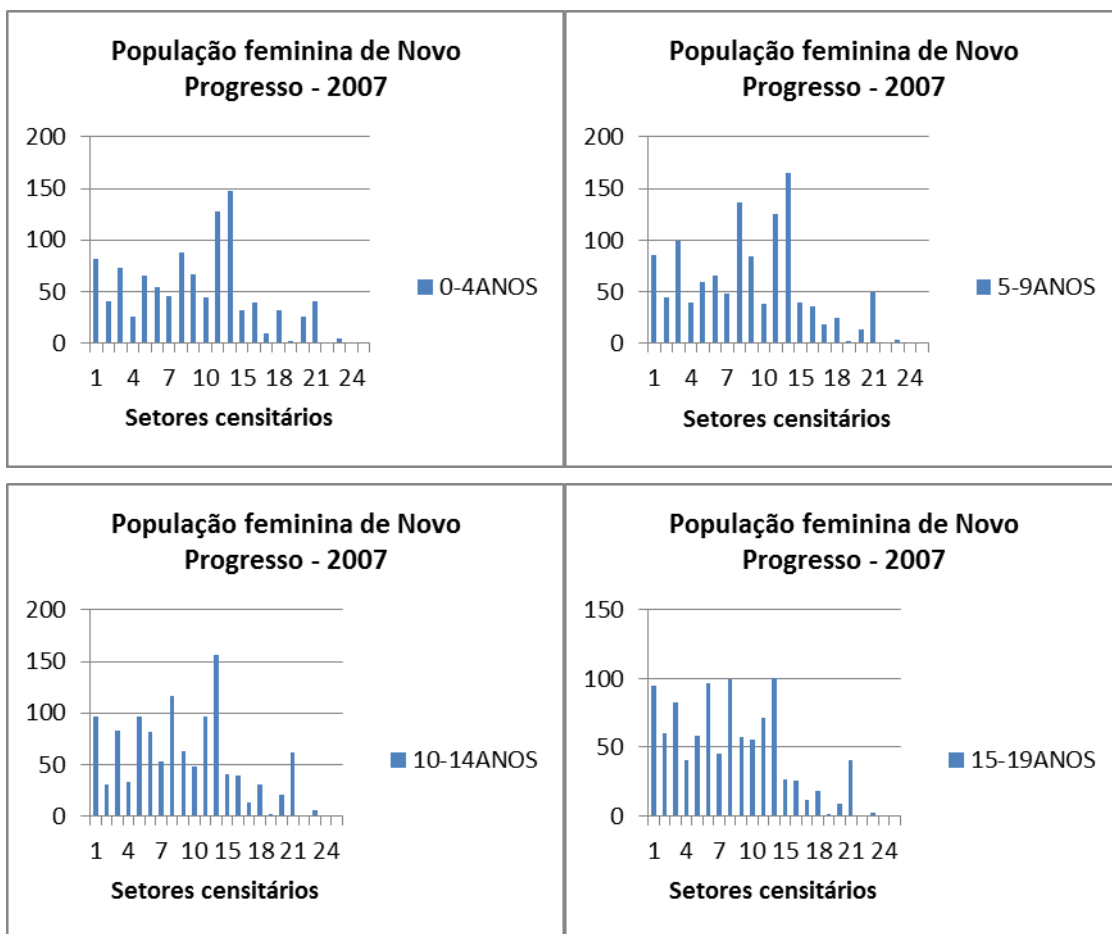 População feminina de Novo
Progresso - 2007
200
150
100
50
0
1 4 7 10 15 18 21 24
Setores censitários
0-4ANOS
População feminina de Novo
Progresso - 2007
200
150
100
50
0
1 4 7 10 15 18 21 24
Setores censitários
5-9ANOS
População feminina de Novo
Progresso - 2007
200
150
100
50
0
1 4 7 10 15 18 21 24
Setores censitários
10-14ANOS
População feminina de Novo
Progresso - 2007
150
100
50
0
1 4 7 10 15 18 21 24
Setores censitários
15-19ANOS